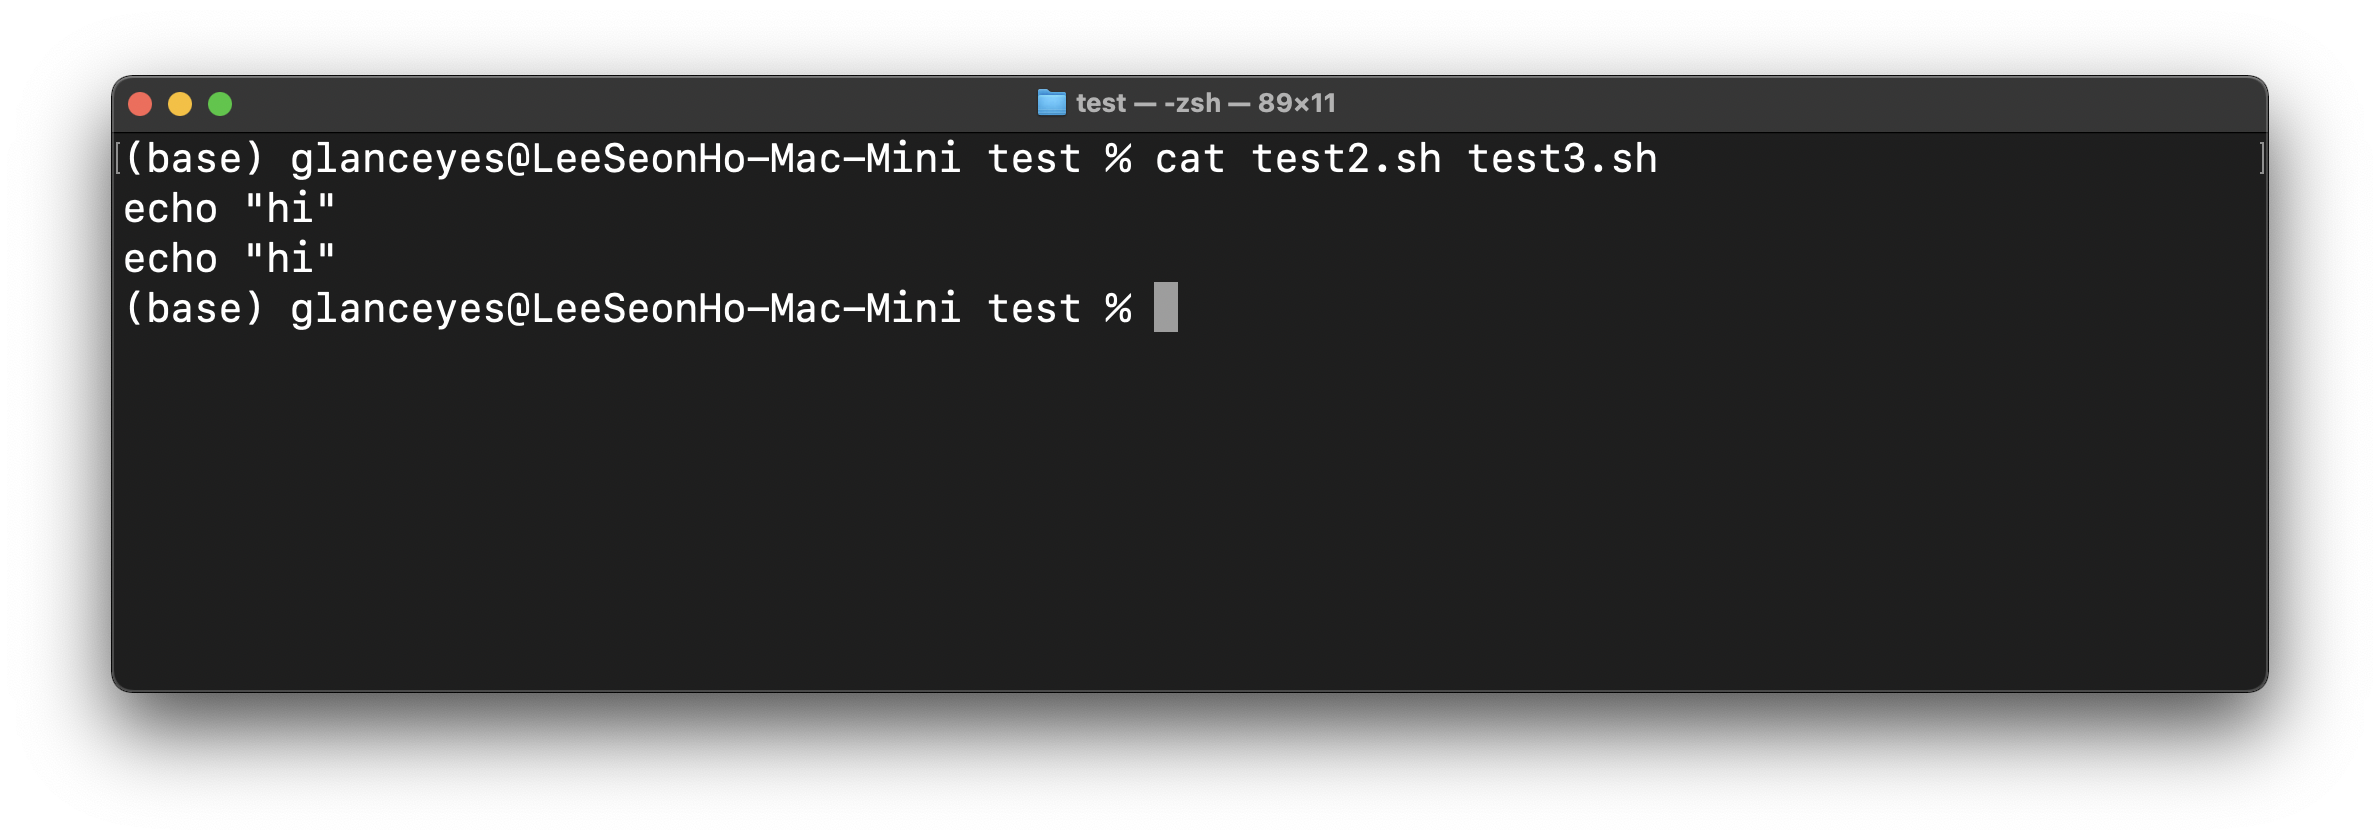 test — -zsh — 89×11
(base) glanceyes@LeeSeonHo-Mac-Mini test % cat test2.sh test3.sh
echo "hi"
echo "hi"
(base) glanceyes@LeeSeonHo-Mac-Mini test %